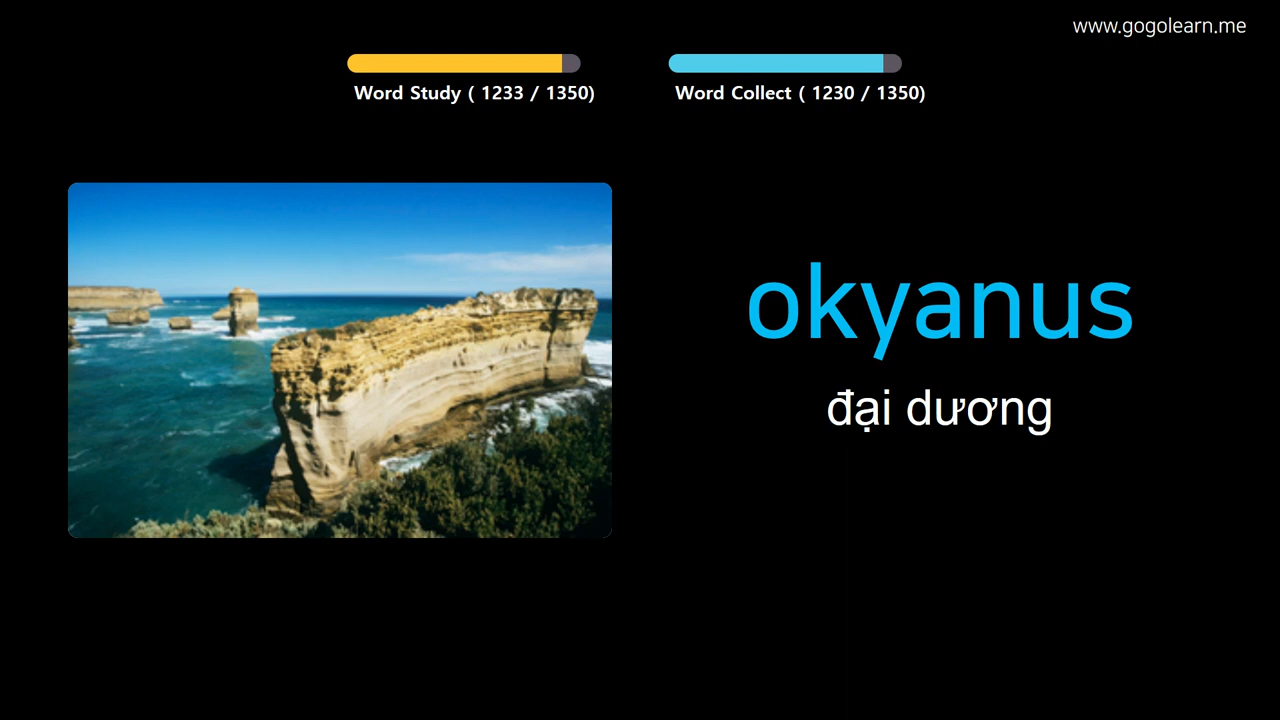 www.gogolearn.me
Word Study ( 1233 / 1350)
Word Collect ( 1230 / 1350)
okyanus
đại dương